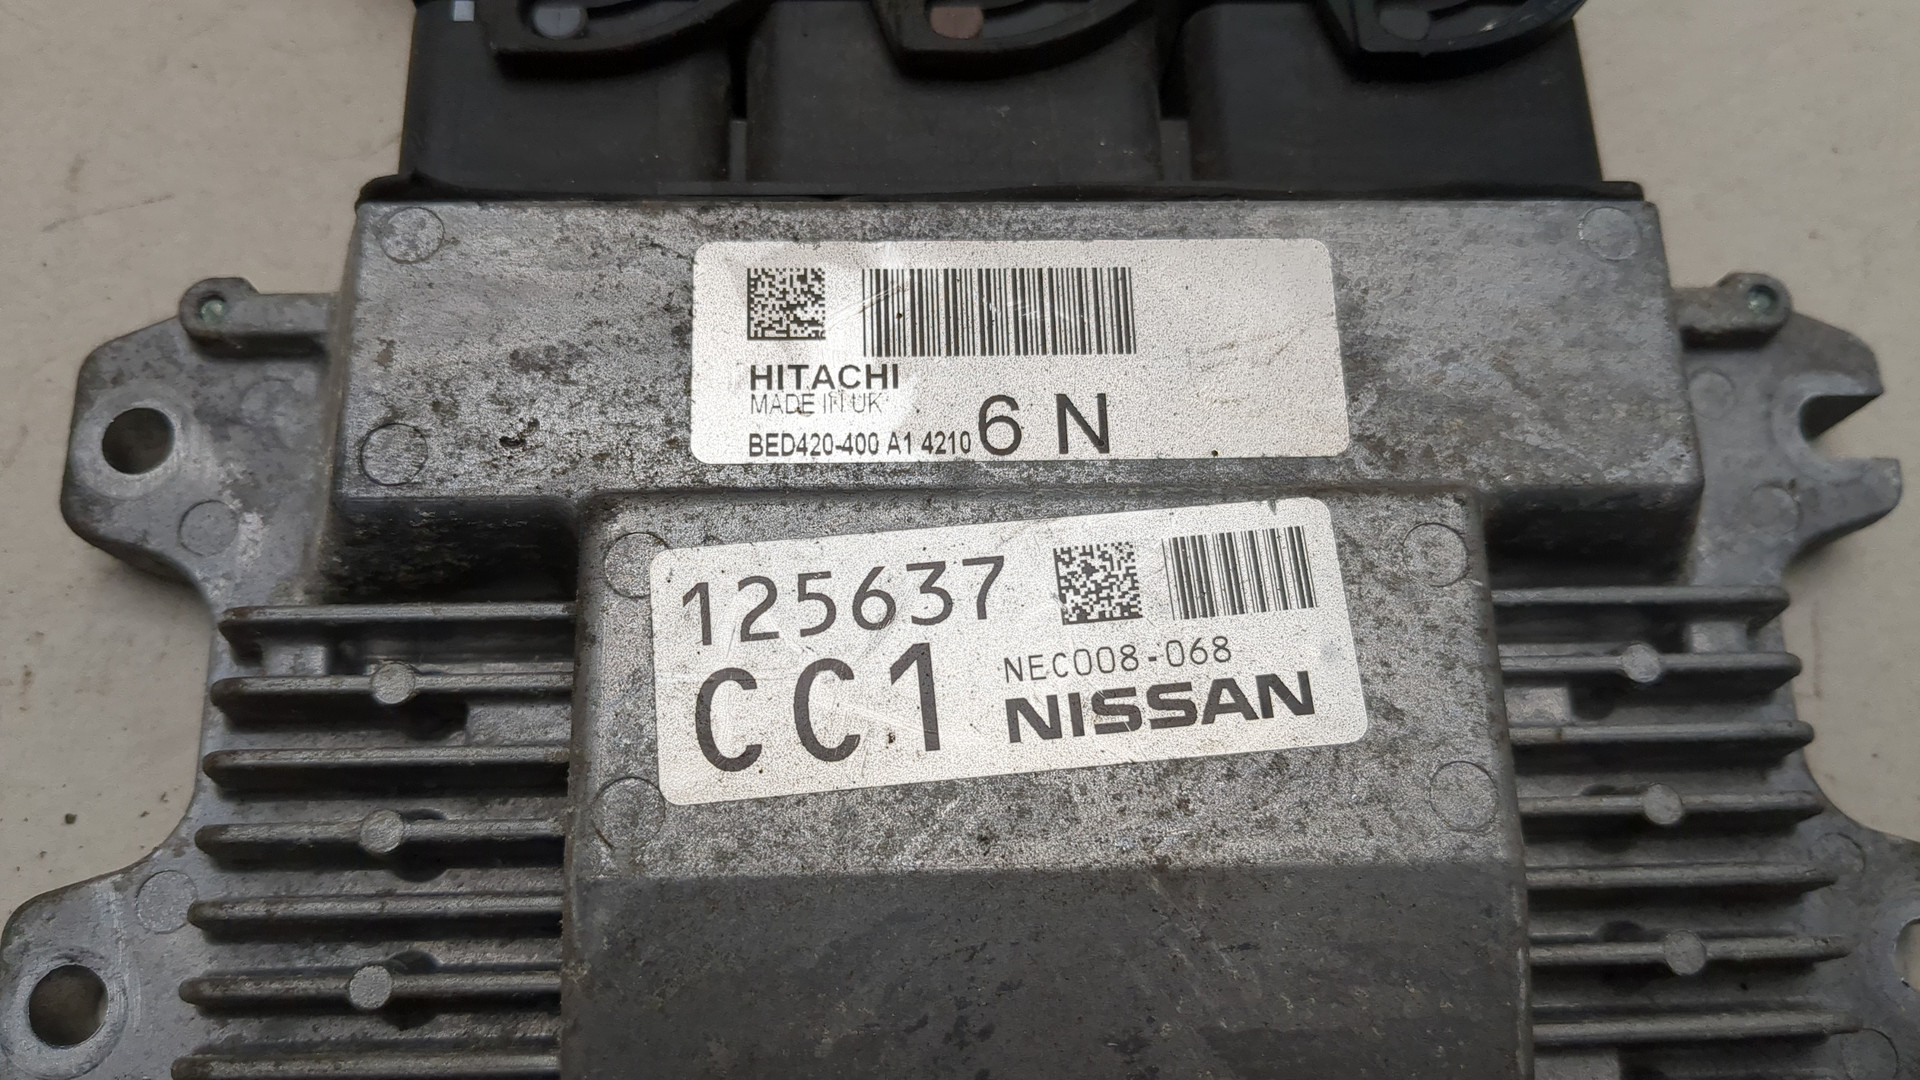 HITACHI
MADE IN UK
BED420-400 A1 4210 6 N
125637
CC1
NEC008-068
NISSAN